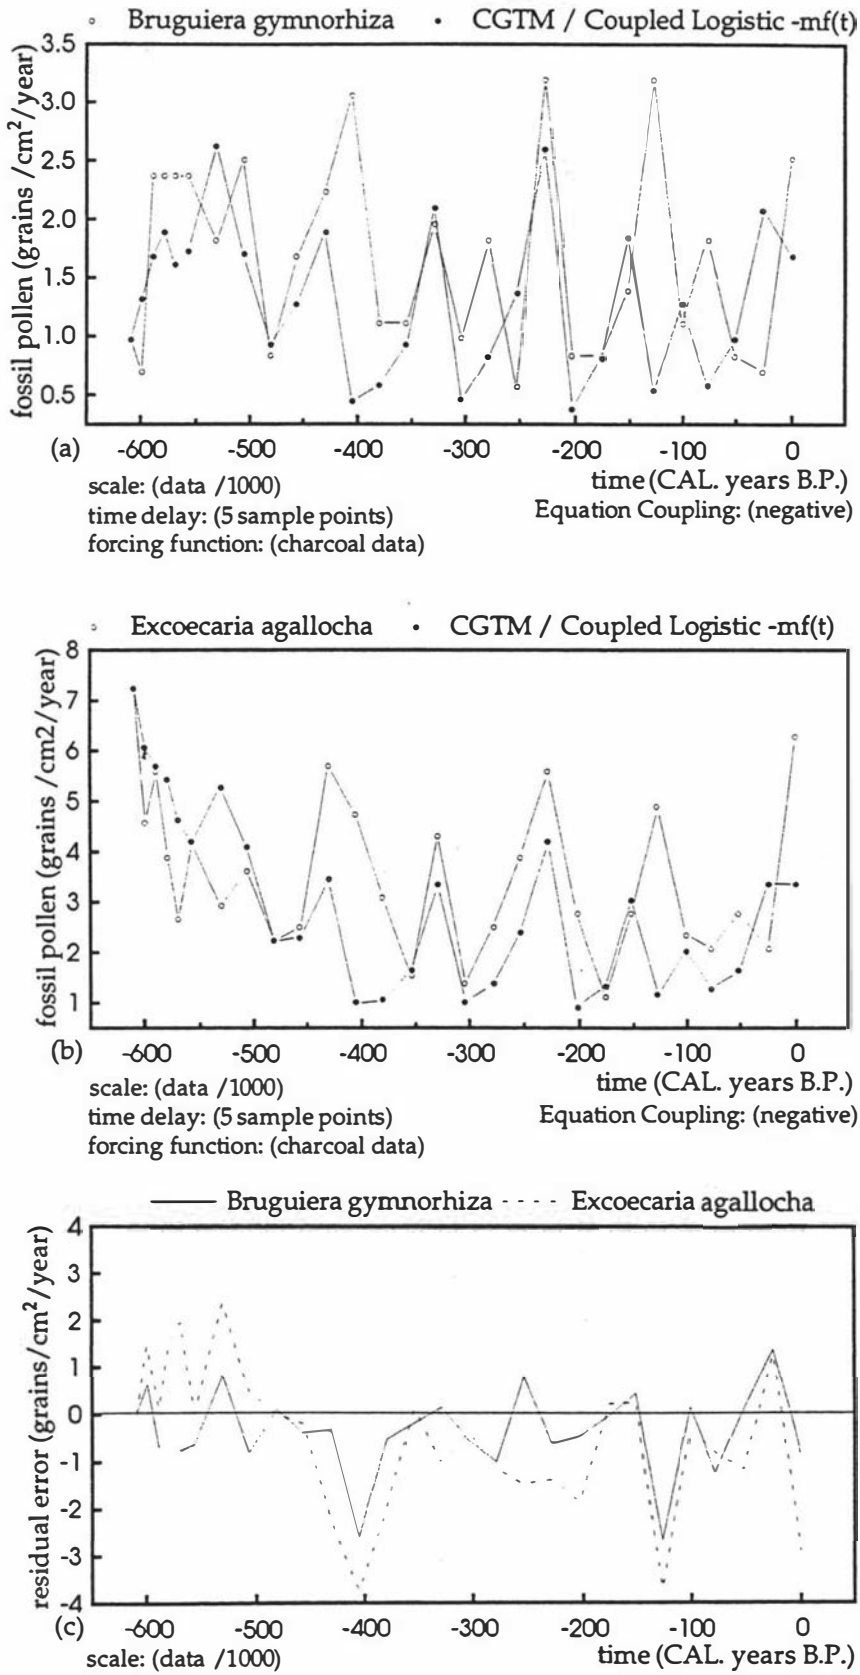 ◦ Bruguiera gymnorhiza • CGTM / Coupled Logistic -mf(t)
fossil pollen (grains /cm²/year)
3.5
3.0
2.5
2.0
1.5
1.0
0.5
(a) -600 -500 -400 -300 -200 -100 0
scale: (data /1000) time (CAL. years B.P.)
time delay: (5 sample points) Equation Coupling: (negative)
forcing function: (charcoal data)
◦ Excoecaria agallocha • CGTM / Coupled Logistic -mf(t)
fossil pollen (grains /cm2/year)
8
7
6
5
4
3
2
1
(b) -600 -500 -400 -300 -200 -100 0
scale: (data /1000) time (CAL. years B.P.)
time delay: (5 sample points) Equation Coupling: (negative)
forcing function: (charcoal data)
Bruguiera gymnorhiza Excoecaria agallocha
residual error (grains/cm²/year)
4
3
2
1
0
-1
-2
-3
-4
(c) -600 -500 -400 -300 -200 -100 0
scale: (data /1000) time (CAL. years B.P.)